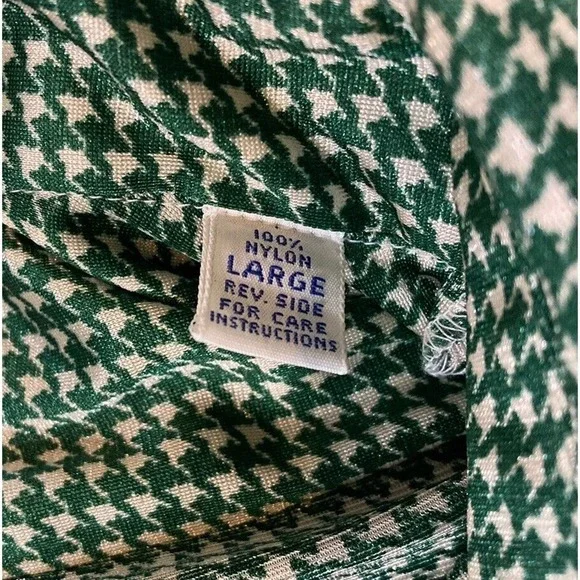 100%
NYLON
LARGE
REV. SIDE
FOR CARE
INSTRUCTIONS